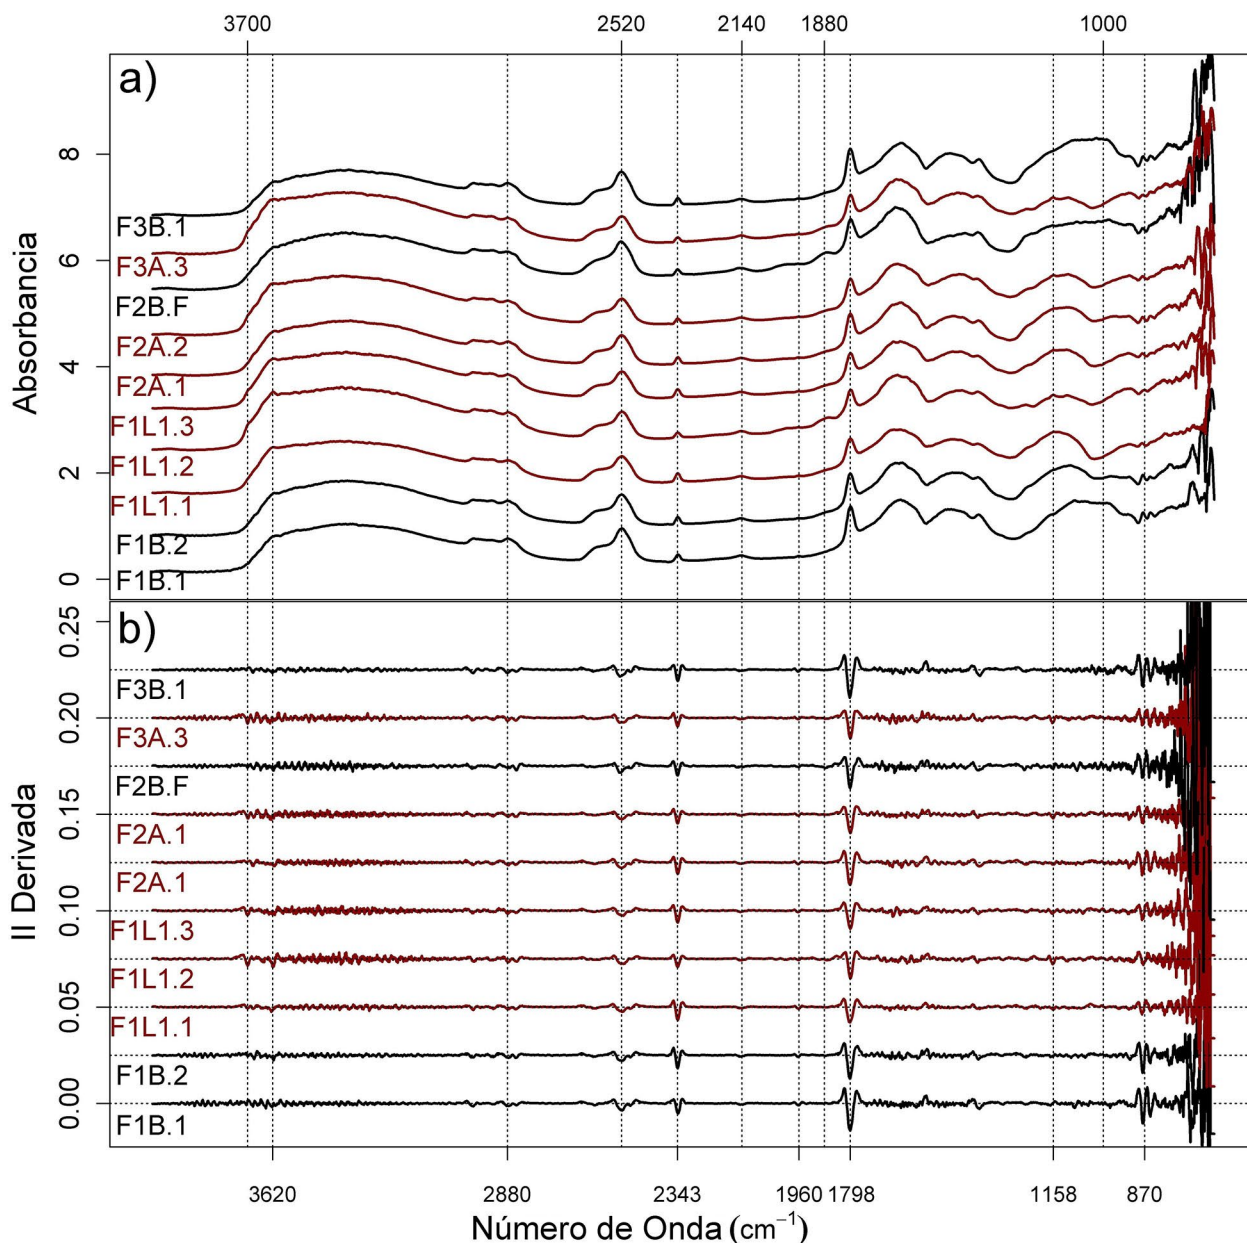 3700 2520 2140 1880 1000
a)
Absorbancia
8
6
4
2
0
F3B.1
F3A.3
F2B.F
F2A.2
F2A.1
F1L1.3
F1L1.2
F1L1.1
F1B.2
F1B.1
b)
II Derivada
0.25
0.20
0.15
0.10
0.05
0.00
F3B.1
F3A.3
F2B.F
F2A.1
F2A.1
F1L1.3
F1L1.2
F1L1.1
F1B.2
F1B.1
3620 2880 2343 1960 1798 1158 870
Número de Onda (cm⁻¹)